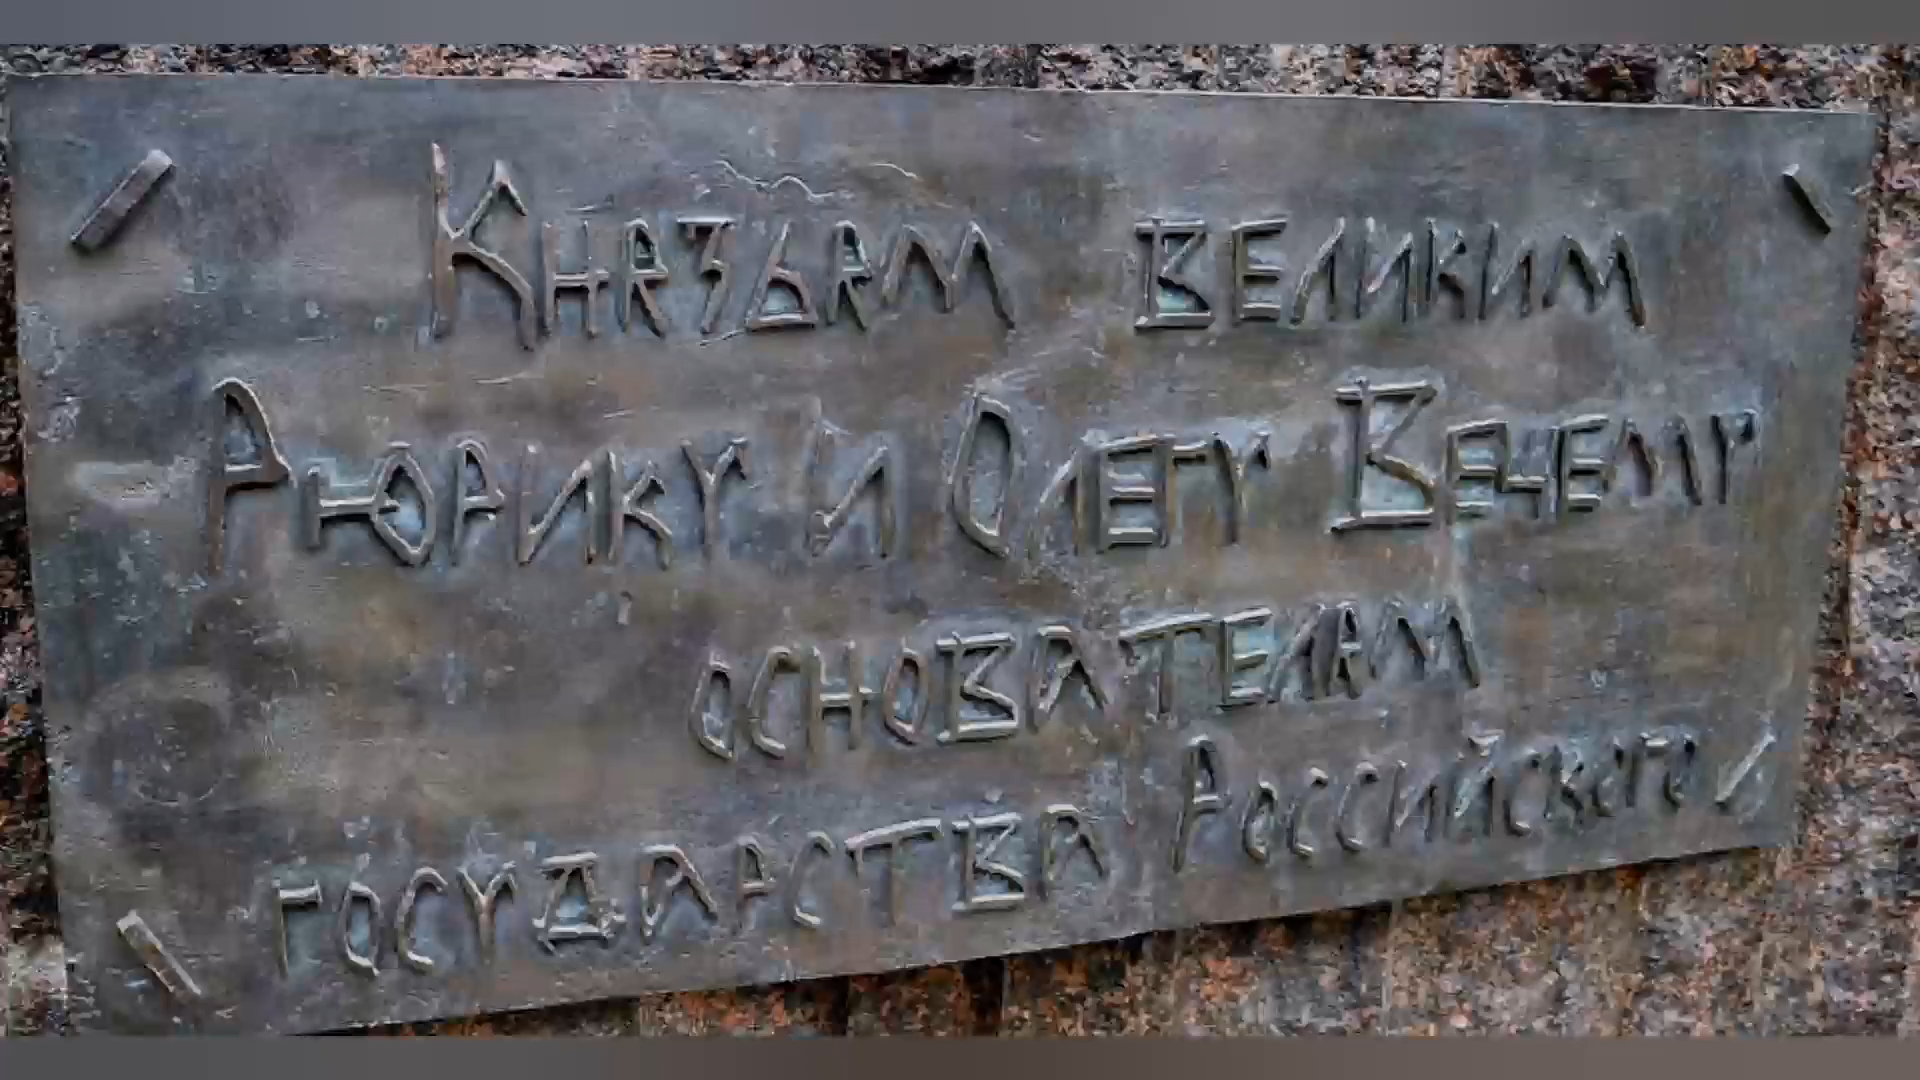 Князьям великим
Рюрику и Олегу Вещему
основателям
государства Российского